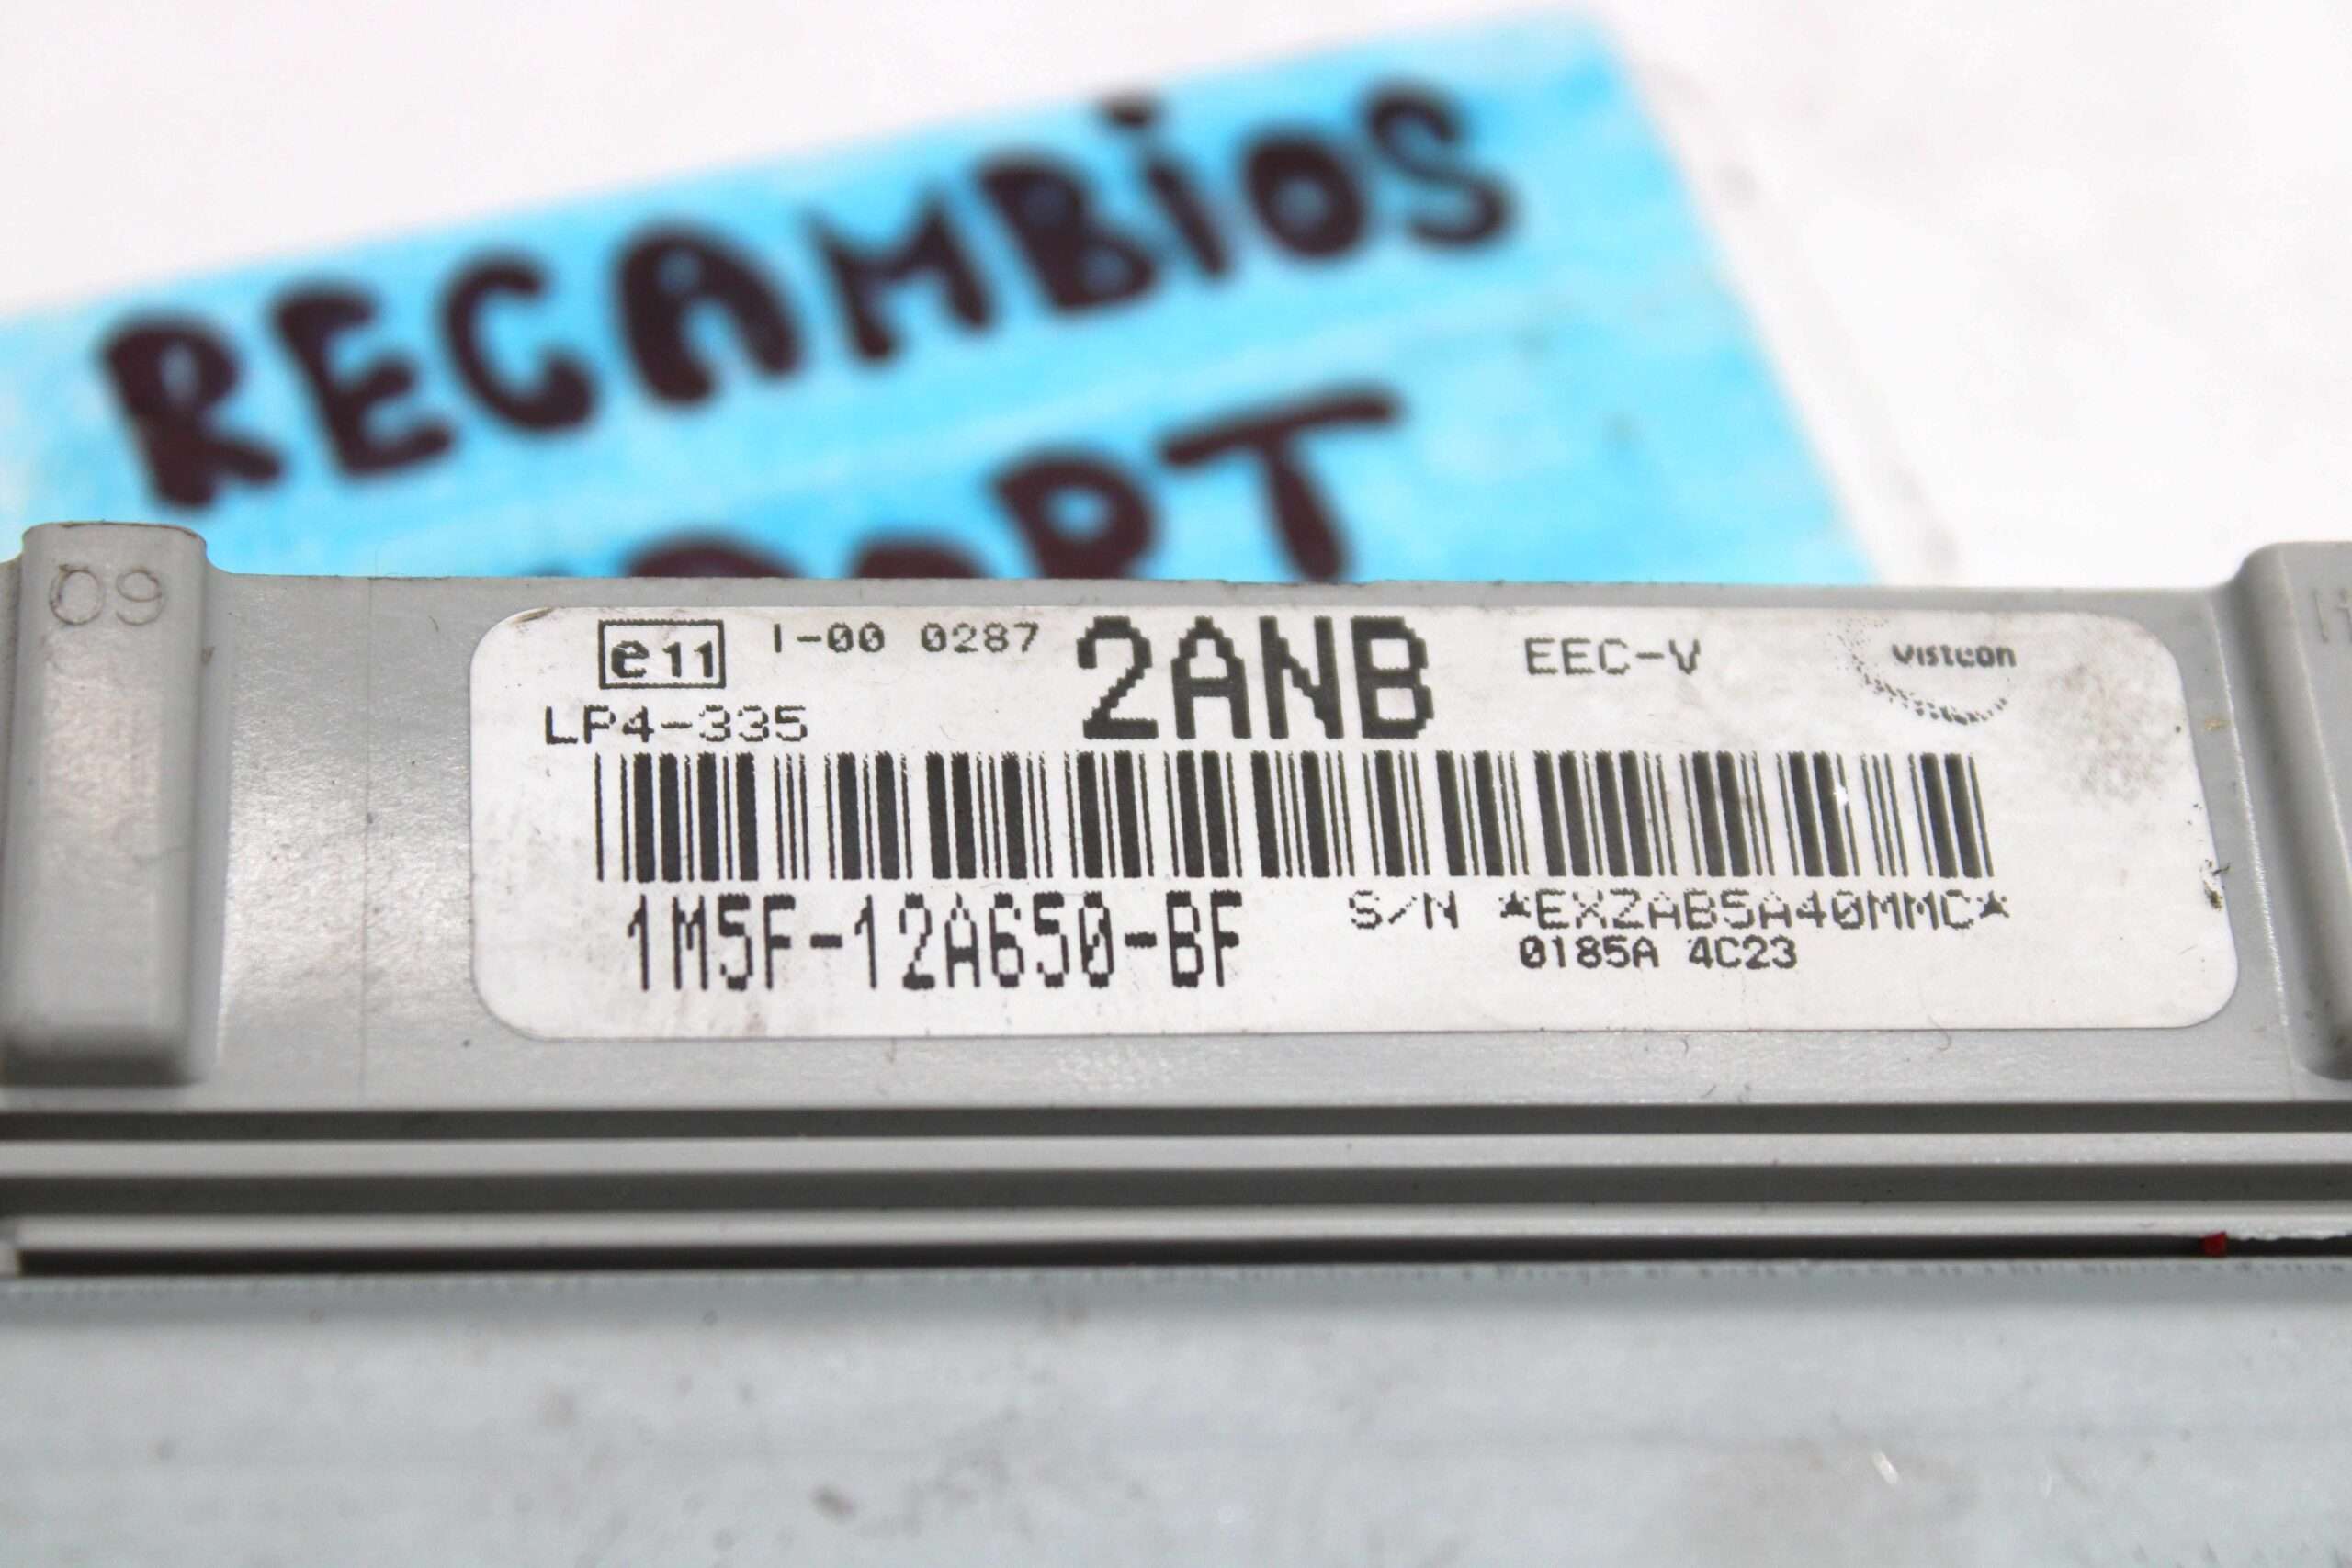 RECAMBIOS
09
e11 I-00 0287 2ANB EEC-V Visteon
LP4-335
1M5F-12A650-BF S/N *EXZAB5A40MMC*
0185A 4C23